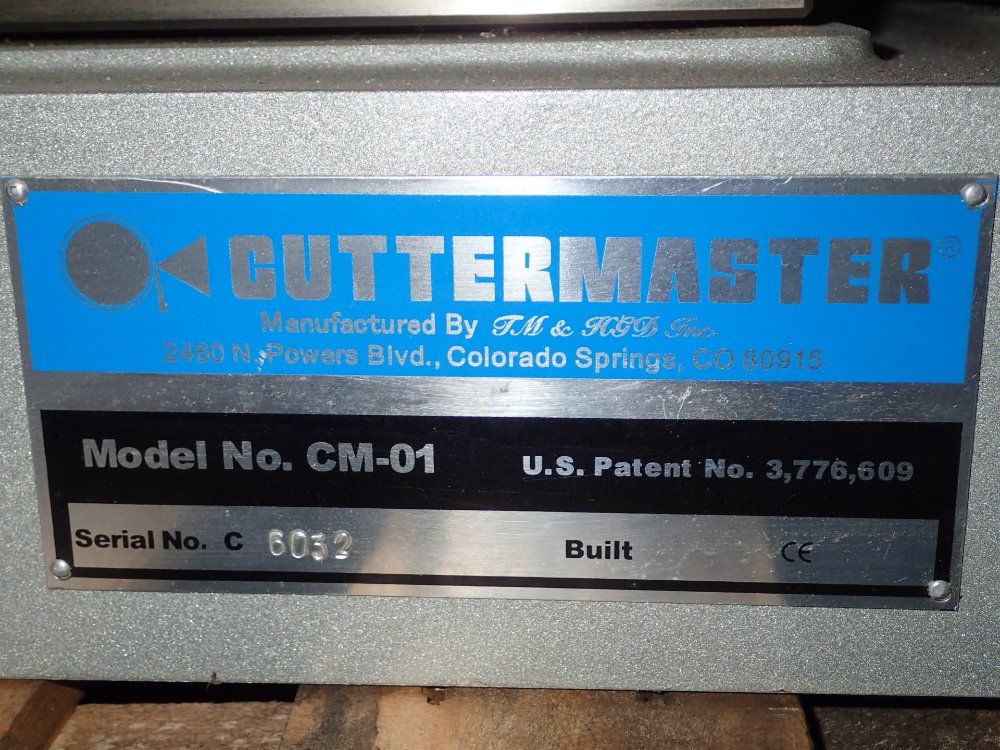 CUTTERMASTER®
Manufactured By TM & HGD Inc.
2460 N. Powers Blvd., Colorado Springs, CO 80915
Model No. CM-01
U.S. Patent No. 3,776,609
Serial No. C 6032
Built CE